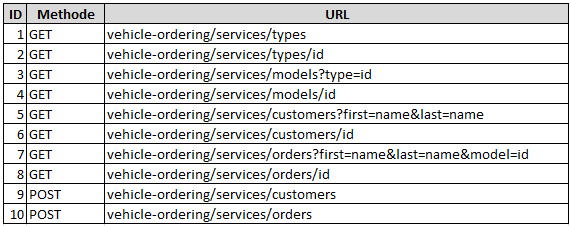 ID Methode URL
1 GET vehicle-ordering/services/types
2 GET vehicle-ordering/services/types/id
3 GET vehicle-ordering/services/models?type=id
4 GET vehicle-ordering/services/models/id
5 GET vehicle-ordering/services/customers?first=name&last=name
6 GET vehicle-ordering/services/customers/id
7 GET vehicle-ordering/services/orders?first=name&last=name&model=id
8 GET vehicle-ordering/services/orders/id
9 POST vehicle-ordering/services/customers
10 POST vehicle-ordering/services/orders